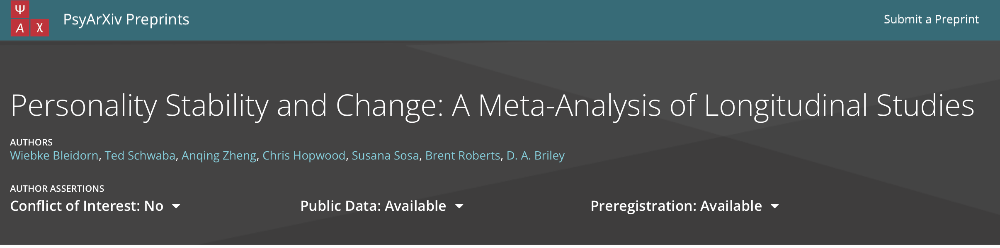 Ψ
Α χ
PsyArXiv Preprints
Submit a Preprint
Personality Stability and Change: A Meta-Analysis of Longitudinal Studies
AUTHORS
Wiebke Bleidorn, Ted Schwaba, Anqing Zheng, Chris Hopwood, Susana Sosa, Brent Roberts, D. A. Briley
AUTHOR ASSERTIONS
Conflict of Interest: No
Public Data: Available
Preregistration: Available